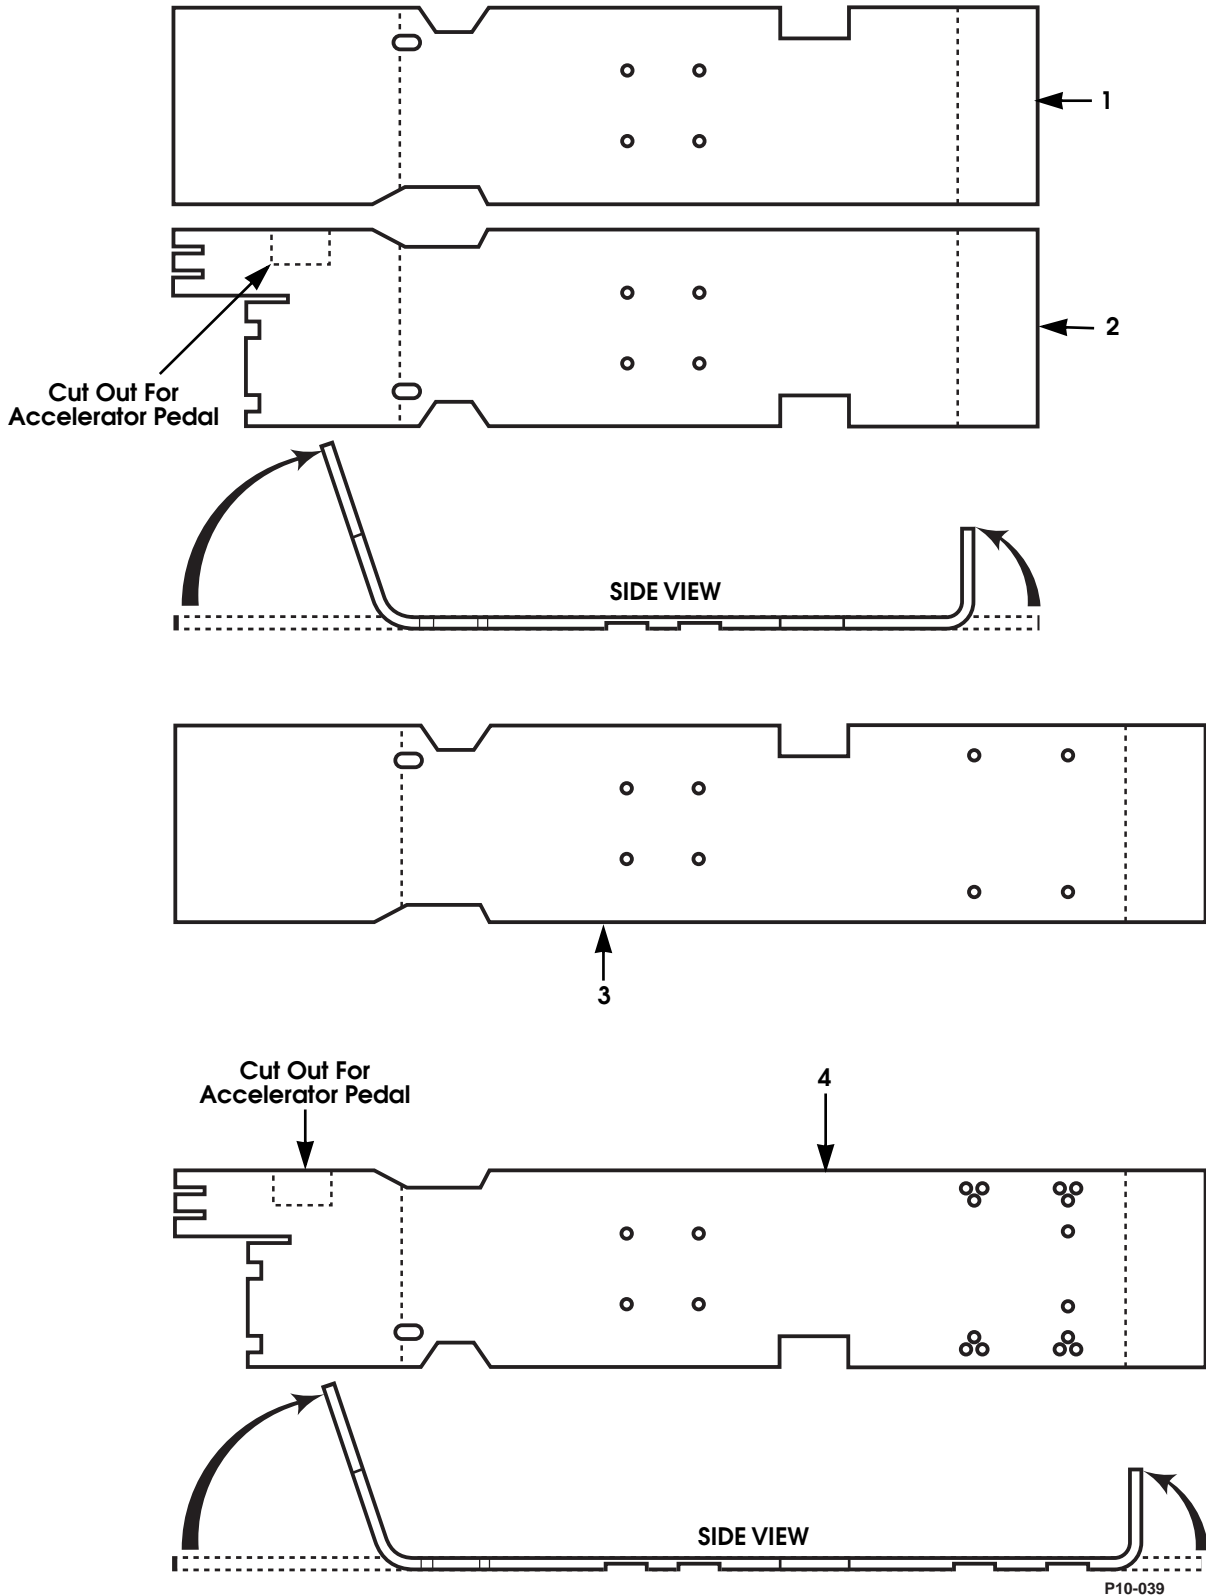 1
2
Cut Out For
Accelerator Pedal
SIDE VIEW
3
Cut Out For
Accelerator Pedal
4
SIDE VIEW
P10-039